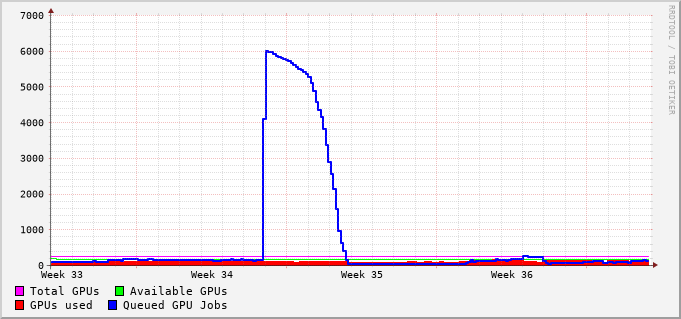 7000
6000
5000
4000
3000
2000
1000
0
Week 33 Week 34 Week 35 Week 36
Total GPUs Available GPUs
GPUs used Queued GPU Jobs
RRDTOOL / TOBI OETIKER